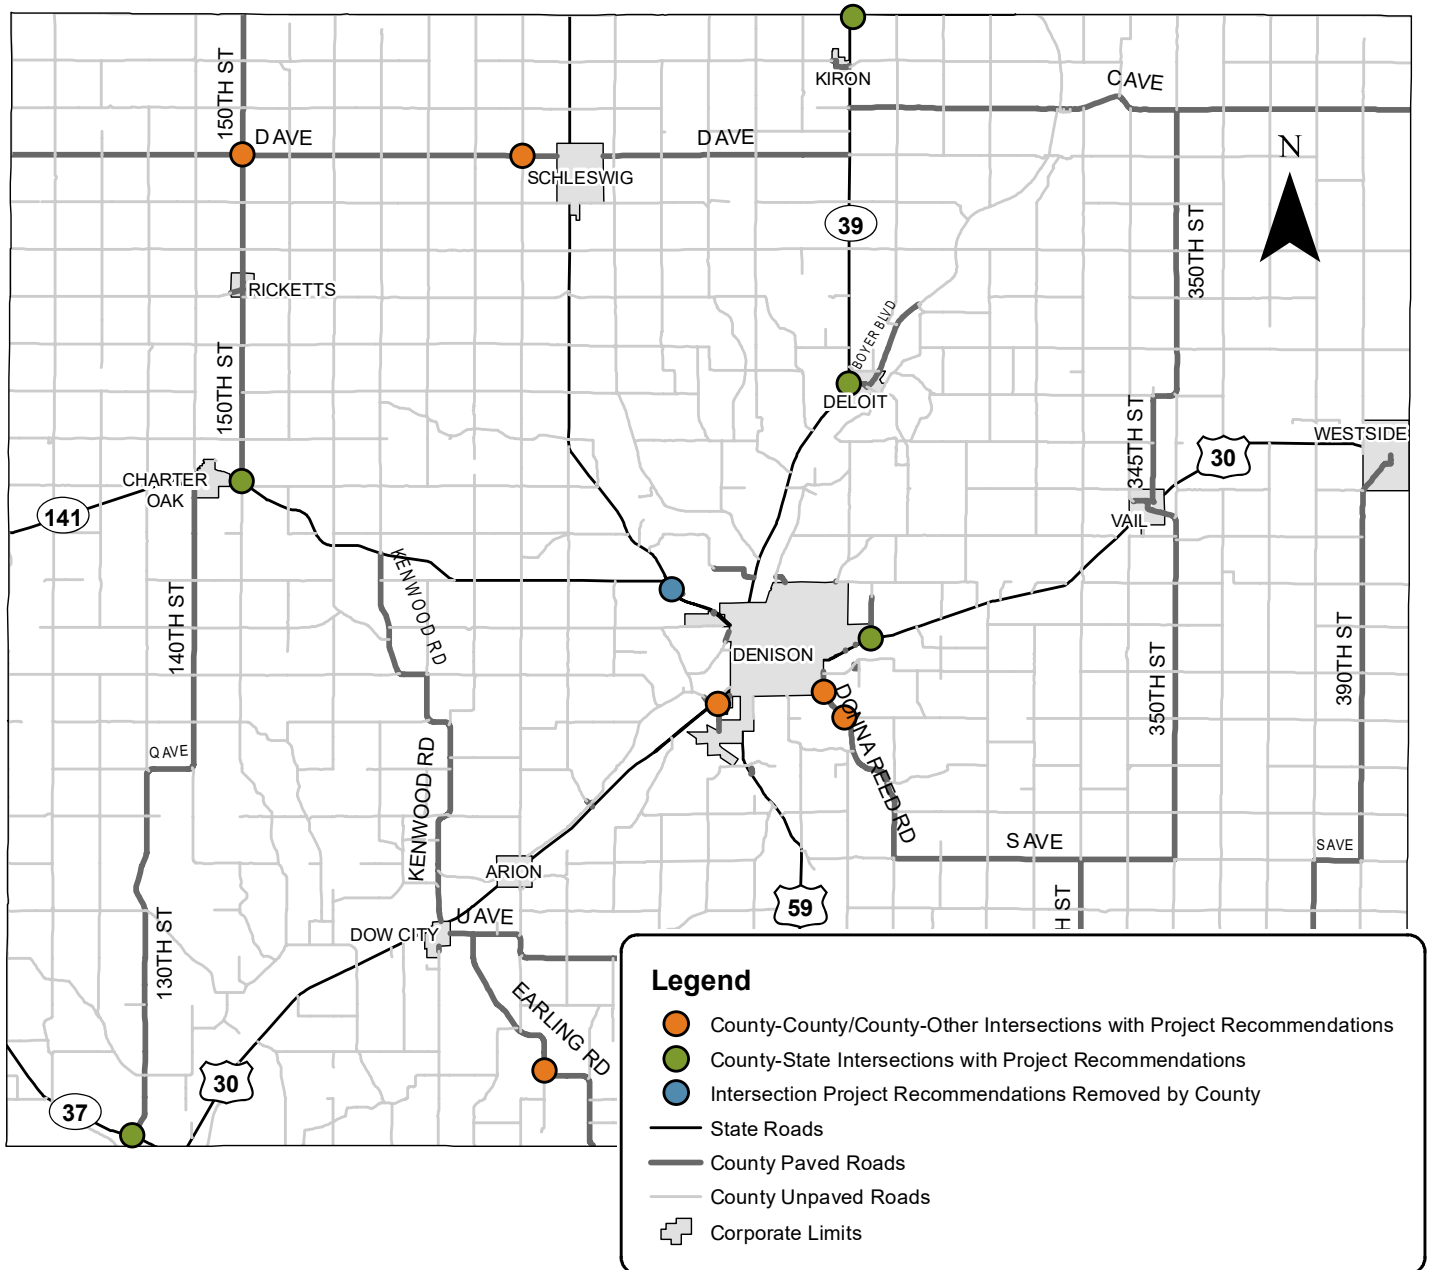 150TH ST
KIRON
C AVE
D AVE
D AVE
N
SCHLESWIG
39
350TH ST
RICKETTS
BOYER BLVD
150TH ST
DELOIT
345TH ST
WESTSIDE
30
CHARTER
OAK
141
VAIL
KENWOOD RD
140TH ST
DENISON
390TH ST
350TH ST
DONNA REED RD
Q AVE
KENWOOD RD
S AVE
S AVE
ARION
59
H ST
U AVE
DOW CITY
130TH ST
EARLING RD
30
37
Legend
County-County/County-Other Intersections with Project Recommendations
County-State Intersections with Project Recommendations
Intersection Project Recommendations Removed by County
State Roads
County Paved Roads
County Unpaved Roads
Corporate Limits